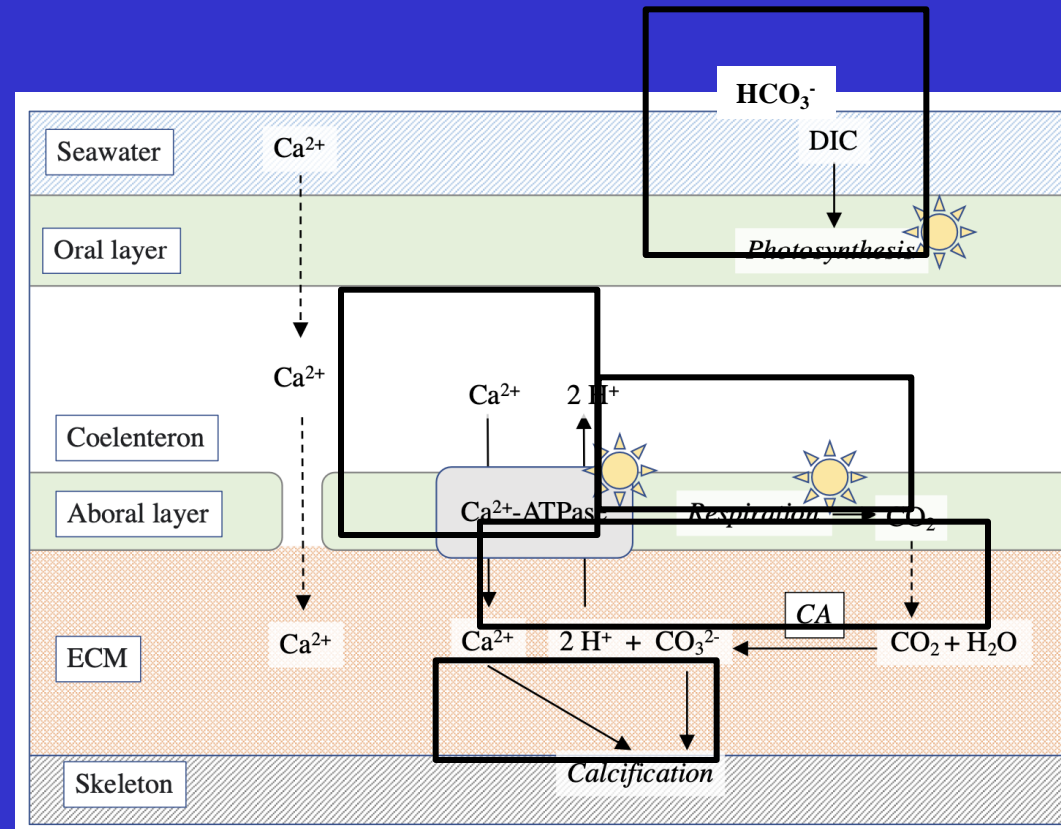 HCO₃⁻
Seawater
Ca²⁺
DIC
Oral layer
Photosynthesis
Ca²⁺
Ca²⁺
2 H⁺
Coelenteron
Aboral layer
Ca²⁺-ATPase
Respiration
CO₂
CA
ECM
Ca²⁺
Ca²⁺
2 H⁺ + CO₃²⁻
CO₂ + H₂O
Skeleton
Calcification